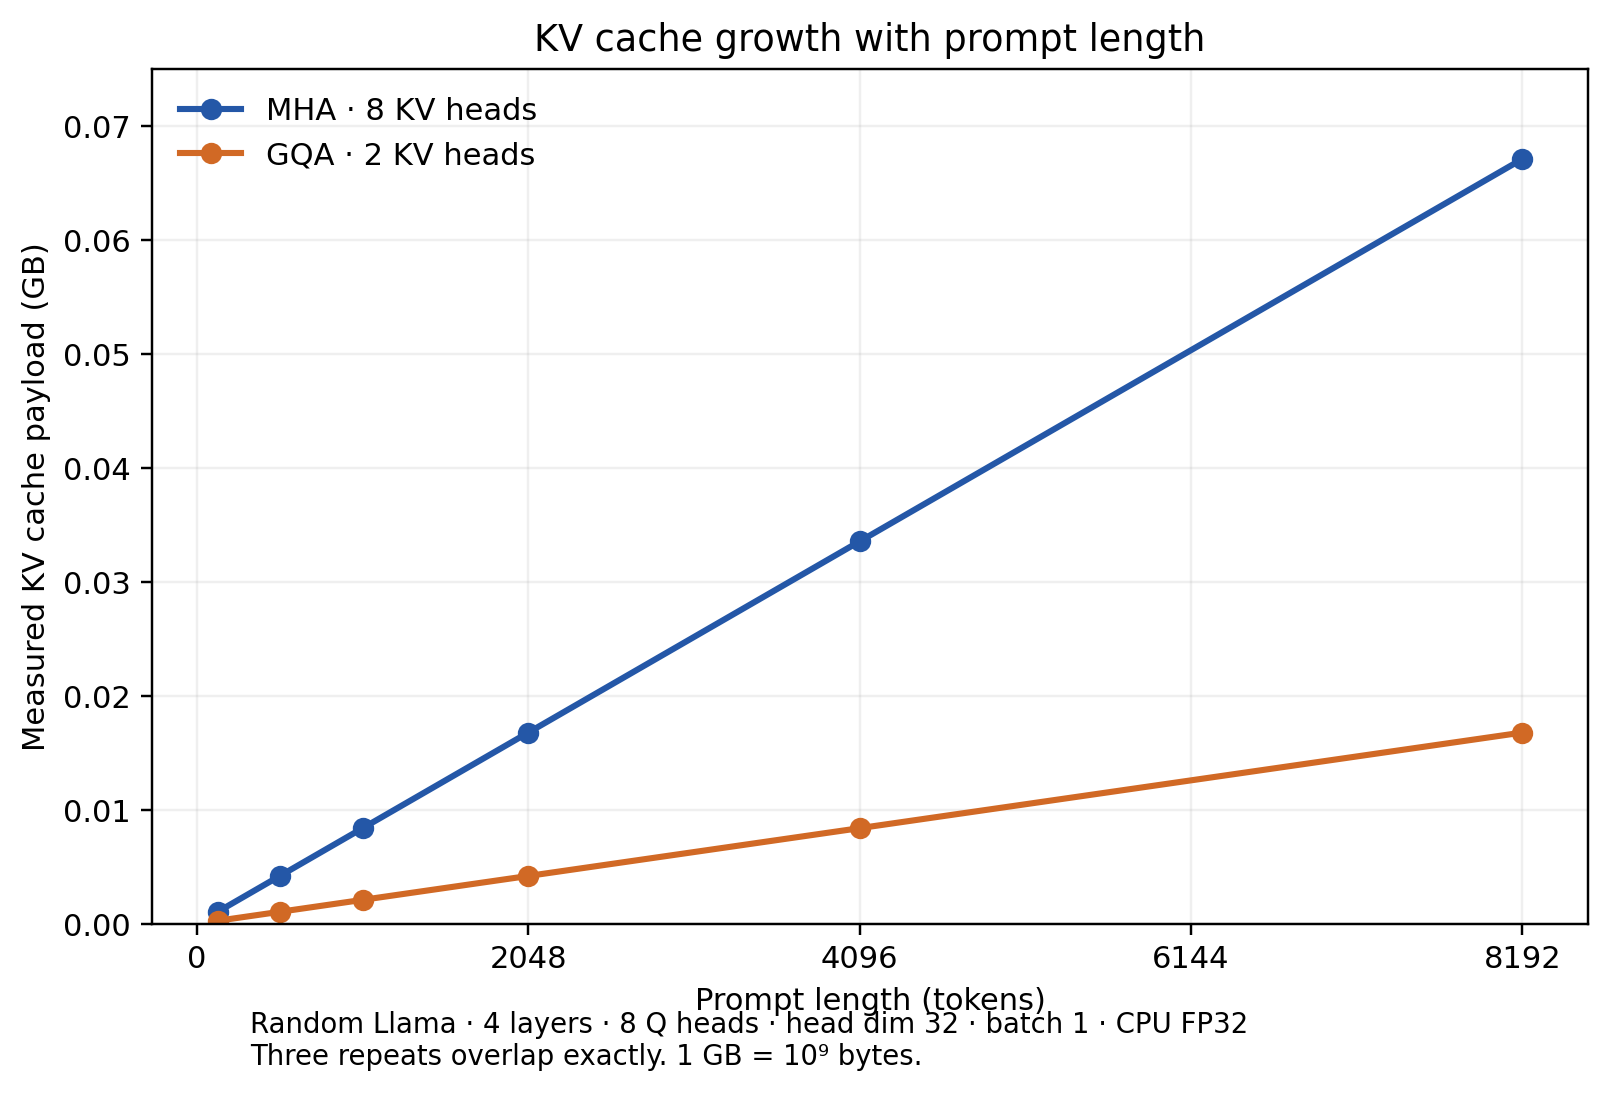 KV cache growth with prompt length
MHA · 8 KV heads
GQA · 2 KV heads
Measured KV cache payload (GB)
0.07
0.06
0.05
0.04
0.03
0.02
0.01
0.00
0 2048 4096 6144 8192
Prompt length (tokens)
Random Llama · 4 layers · 8 Q heads · head dim 32 · batch 1 · CPU FP32
Three repeats overlap exactly. 1 GB = 10⁹ bytes.